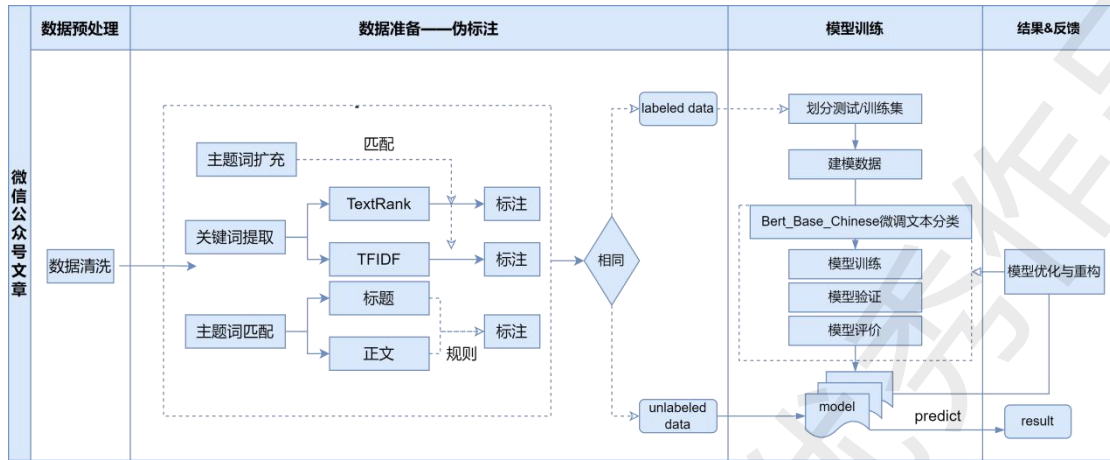 数据预处理
数据准备——伪标注
模型训练
结果&反馈
微信公众号文章
数据清洗
主题词扩充
匹配
关键词提取
TextRank
标注
TFIDF
标注
主题词匹配
标题
正文
规则
标注
相同
labeled data
unlabeled
data
划分测试/训练集
建模数据
Bert_Base_Chinese微调文本分类
模型训练
模型验证
模型评价
model
predict
模型优化与重构
result